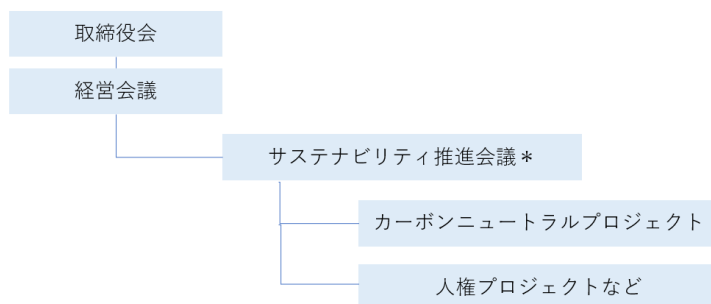 取締役会
経営会議
サステナビリティ推進会議＊
カーボンニュートラルプロジェクト
人権プロジェクトなど